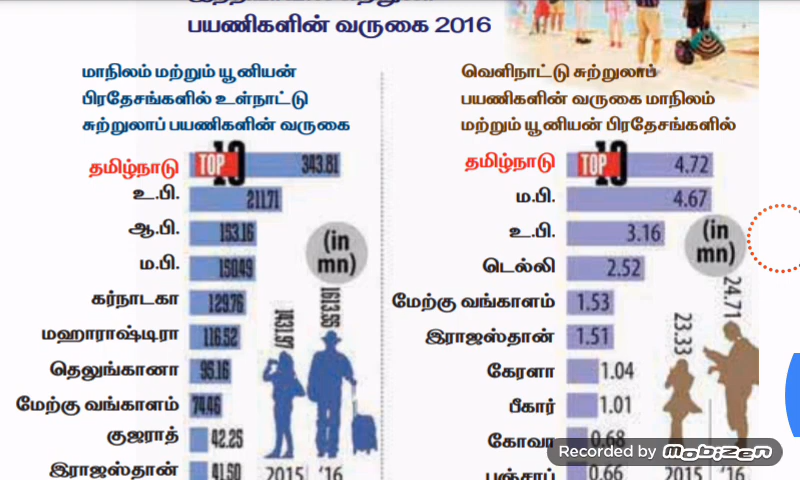 பயணிகளின் வருகை 2016
மாநிலம் மற்றும் யூனியன்
பிரதேசங்களில் உள்நாட்டு
சுற்றுலாப் பயணிகளின் வருகை
தமிழ்நாடு TOP 10 343.81
உ.பி. 211.71
ஆ.பி. 153.16
ம.பி. 150.49
கர்நாடகா 129.76
மஹாராஷ்டிரா 116.52
தெலுங்கானா 95.16
மேற்கு வங்காளம் 74.46
குஜராத் 42.25
இராஜஸ்தான் 41.50
(in
mn)
1431.97
1613.55
2015 '16
வெளிநாட்டு சுற்றுலாப்
பயணிகளின் வருகை மாநிலம்
மற்றும் யூனியன் பிரதேசங்களில்
தமிழ்நாடு TOP 10 4.72
ம.பி. 4.67
உ.பி. 3.16
டெல்லி 2.52
மேற்கு வங்காளம் 1.53
இராஜஸ்தான் 1.51
கேரளா 1.04
பீகார் 1.01
கோவா 0.68
பஞ்சாப் 0.66
(in
mn)
23.33
24.71
2015 '16
Recorded by mobizen